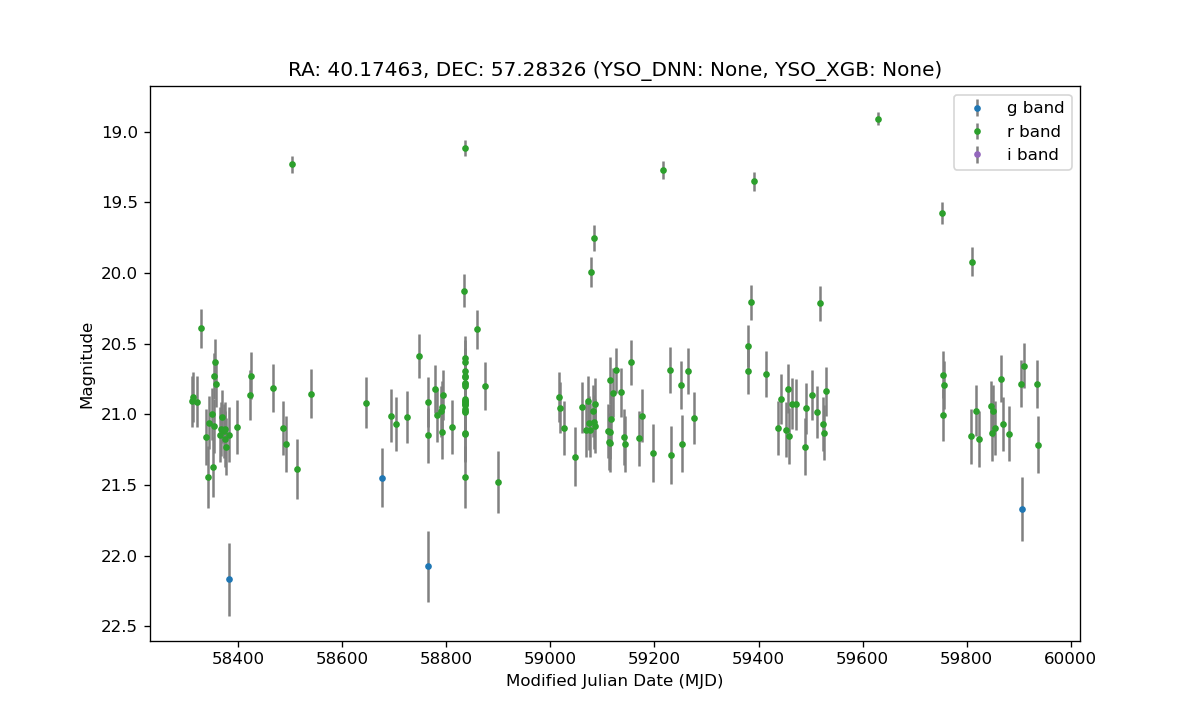 RA: 40.17463, DEC: 57.28326 (YSO_DNN: None, YSO_XGB: None)
g band
r band
i band
19.0
19.5
20.0
20.5
21.0
21.5
22.0
22.5
Magnitude
58400 58600 58800 59000 59200 59400 59600 59800 60000
Modified Julian Date (MJD)